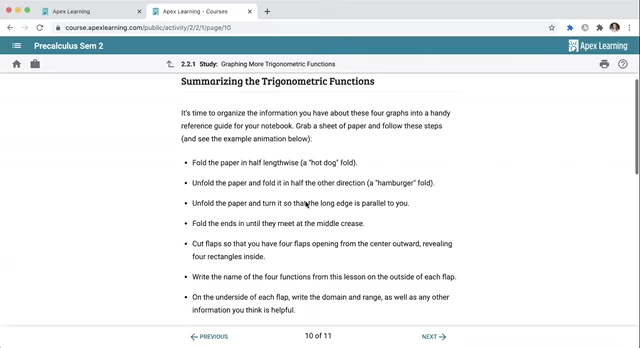 Apex Learning
Apex Learning - Courses
course.apexlearning.com/public/activity/2/2/1/page/10
Precalculus Sem 2
Apex Learning
2.2.1 Study: Graphing More Trigonometric Functions
Summarizing the Trigonometric Functions
It's time to organize the information you have about these four graphs into a handy
reference guide for your notebook. Grab a sheet of paper and follow these steps
(and see the example animation below):
• Fold the paper in half lengthwise (a "hot dog" fold).
• Unfold the paper and fold it in half the other direction (a "hamburger" fold).
• Unfold the paper and turn it so that the long edge is parallel to you.
• Fold the ends in until they meet at the middle crease.
• Cut flaps so that you have four flaps opening from the center outward, revealing
four rectangles inside.
• Write the name of the four functions from this lesson on the outside of each flap.
• On the underside of each flap, write the domain and range, as well as any other
information you think is helpful.
PREVIOUS
10 of 11
NEXT